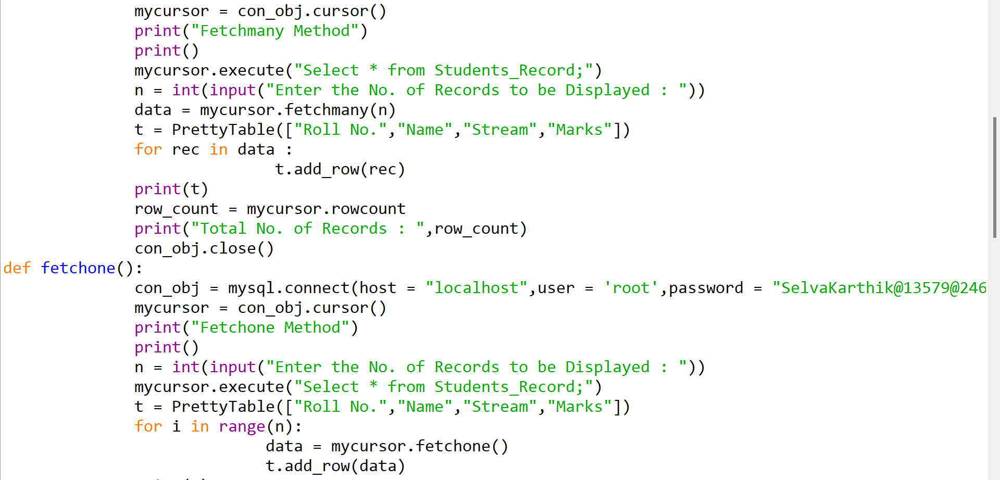 mycursor = con_obj.cursor()
print("Fetchmany Method")
print()
mycursor.execute("Select * from Students_Record;")
n = int(input("Enter the No. of Records to be Displayed : "))
data = mycursor.fetchmany(n)
t = PrettyTable(["Roll No.","Name","Stream","Marks"])
for rec in data :
t.add_row(rec)
print(t)
row_count = mycursor.rowcount
print("Total No. of Records : ",row_count)
con_obj.close()
def fetchone():
con_obj = mysql.connect(host = "localhost",user = 'root',password = "SelvaKarthik@13579@246
mycursor = con_obj.cursor()
print("Fetchone Method")
print()
n = int(input("Enter the No. of Records to be Displayed : "))
mycursor.execute("Select * from Students_Record;")
t = PrettyTable(["Roll No.","Name","Stream","Marks"])
for i in range(n):
data = mycursor.fetchone()
t.add_row(data)